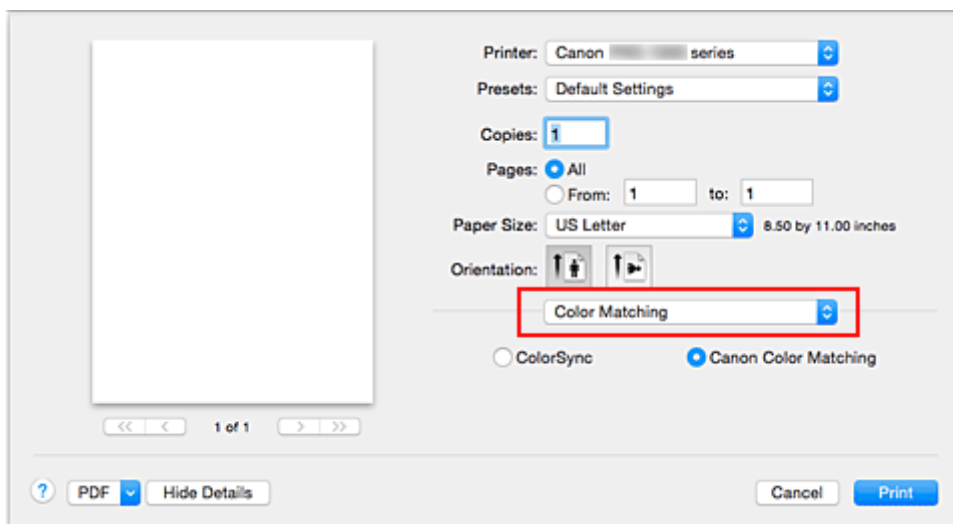 Printer: Canon series
Presets: Default Settings
Copies: 1
Pages: All
From: 1 to: 1
Paper Size: US Letter 8.50 by 11.00 inches
Orientation:
Color Matching
ColorSync Canon Color Matching
<< < 1 of 1 > >>
? PDF Hide Details Cancel Print